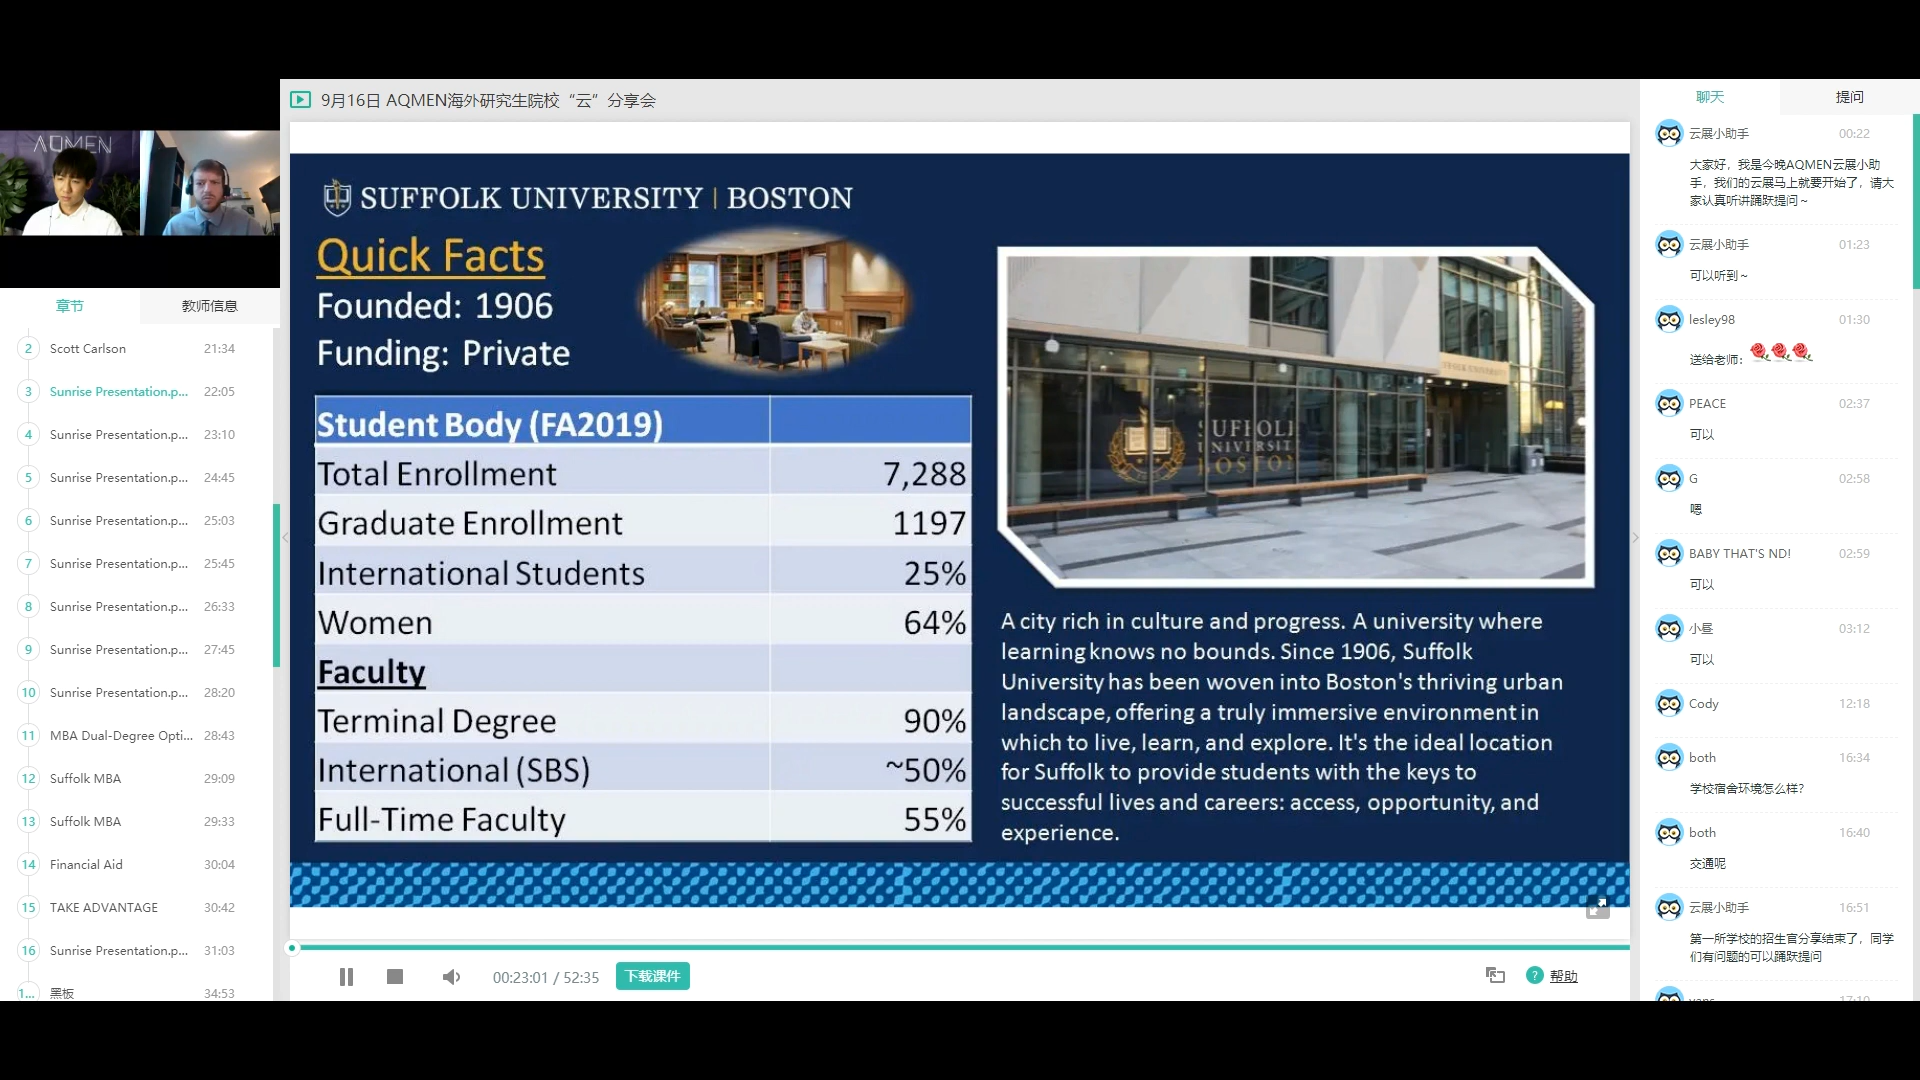 9月16日 AQMEN海外研究生院校“云”分享会
AQMEN
章节
教师信息
2 Scott Carlson 21:34
3 Sunrise Presentation.p... 22:05
4 Sunrise Presentation.p... 23:10
5 Sunrise Presentation.p... 24:45
6 Sunrise Presentation.p... 25:03
7 Sunrise Presentation.p... 25:45
8 Sunrise Presentation.p... 26:33
9 Sunrise Presentation.p... 27:45
10 Sunrise Presentation.p... 28:20
11 MBA Dual-Degree Opti... 28:43
12 Suffolk MBA 29:09
13 Suffolk MBA 29:33
14 Financial Aid 30:04
15 TAKE ADVANTAGE 30:42
16 Sunrise Presentation.p... 31:03
1... 黑板 34:53
SUFFOLK UNIVERSITY | BOSTON
Quick Facts
Founded: 1906
Funding: Private
Student Body (FA2019)
Total Enrollment 7,288
Graduate Enrollment 1197
International Students 25%
Women 64%
Faculty
Terminal Degree 90%
International (SBS) ~50%
Full-Time Faculty 55%
SUFFOLK
UNIVERSITY
BOSTON
A city rich in culture and progress. A university where
learning knows no bounds. Since 1906, Suffolk
University has been woven into Boston's thriving urban
landscape, offering a truly immersive environment in
which to live, learn, and explore. It's the ideal location
for Suffolk to provide students with the keys to
successful lives and careers: access, opportunity, and
experience.
00:23:01 / 52:35
下载课件
? 帮助
聊天
提问
云展小助手 00:22
大家好，我是今晚AQMEN云展小助
手，我们的云展马上就要开始了，请大
家认真听讲踊跃提问~
云展小助手 01:23
可以听到~
lesley98 01:30
送给老师:
PEACE 02:37
可以
G 02:58
嗯
BABY THAT'S ND! 02:59
可以
小昼 03:12
可以
Cody 12:18
both 16:34
学校宿舍环境怎么样?
both 16:40
交通呢
云展小助手 16:51
第一所学校的招生官分享结束了，同学
们有问题的可以踊跃提问